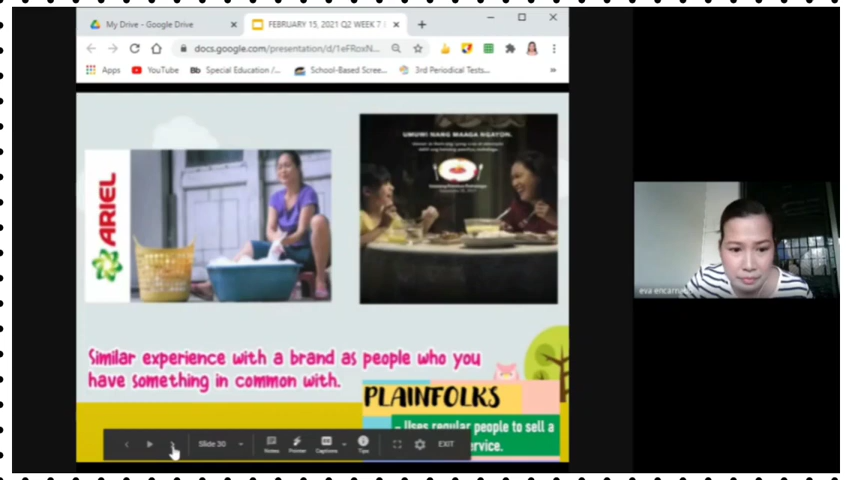 My Drive - Google Drive
FEBRUARY 15, 2021 Q2 WEEK 7
docs.google.com/presentation/d/1eFRoxN...
Apps YouTube Special Education /... School-Based Scree... 3rd Periodical Tests...
ARIEL
UMUWI NANG MAAGA NGAYON.
eva encarna
Similar experience with a brand as people who you
have something in common with.
PLAINFOLKS
- Uses regular people to sell a
ervice.
Slide 30 Notes Pointer Captions Tips EXIT